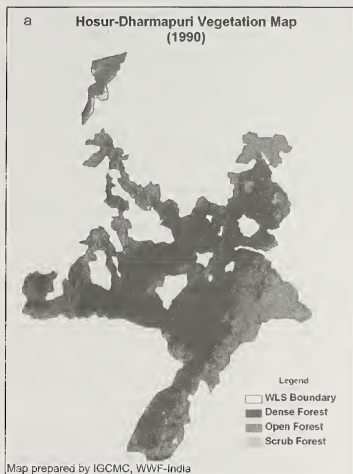 a
Hosur-Dharmapuri Vegetation Map
(1990)
Legend
WLS Boundary
Dense Forest
Open Forest
Scrub Forest
Map prepared by IGCMC, WWF-India